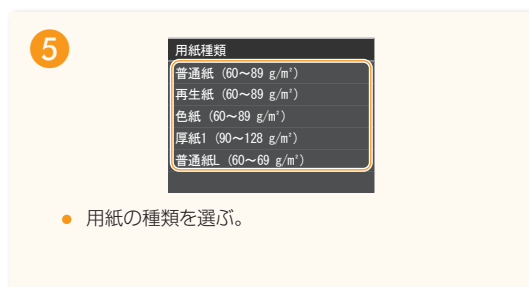 5
用紙種類
普通紙 (60～89 g/m²)
再生紙 (60～89 g/m²)
色紙 (60～89 g/m²)
厚紙1 (90～128 g/m²)
普通紙L (60～69 g/m²)
● 用紙の種類を選ぶ。